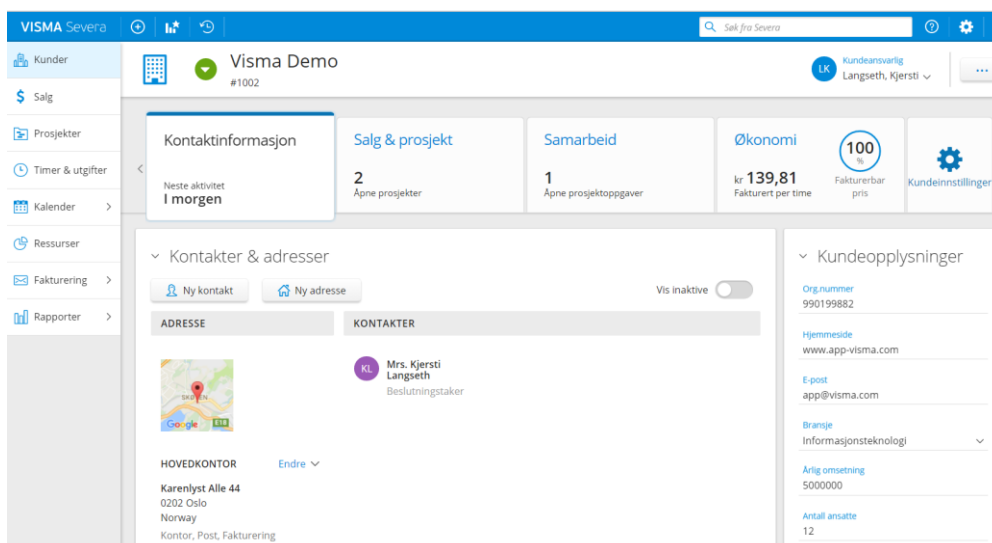 VISMA Severa
Søk fra Severa
Kunder
Salg
Prosjekter
Timer & utgifter
Kalender
Ressurser
Fakturering
Rapporter
Visma Demo
#1002
LK
Kundeansvarlig
Langseth, Kjersti
...
Kontaktinformasjon
Neste aktivitet
I morgen
Salg & prosjekt
2
Åpne prosjekter
Samarbeid
1
Åpne prosjektoppgaver
Økonomi
kr 139,81
Fakturert per time
100
%
Fakturerbar
pris
Kundeinnstillinger
Kontakter & adresser
Ny kontakt
Ny adresse
Vis inaktive
ADRESSE
KONTAKTER
SKØYEN
Google
E18
KL
Mrs. Kjersti
Langseth
Beslutningstaker
HOVEDKONTOR
Endre
Karenlyst Alle 44
0202 Oslo
Norway
Kontor, Post, Fakturering
Kundeopplysninger
Org.nummer
990199882
Hjemmeside
www.app-visma.com
E-post
app@visma.com
Bransje
Informasjonsteknologi
Årlig omsetning
5000000
Antall ansatte
12